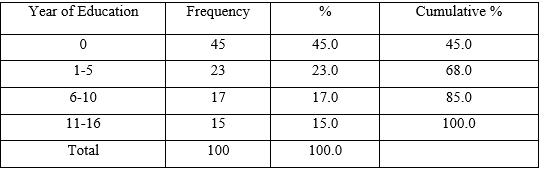 Year of Education Frequency % Cumulative %
0 45 45.0 45.0
1-5 23 23.0 68.0
6-10 17 17.0 85.0
11-16 15 15.0 100.0
Total 100 100.0